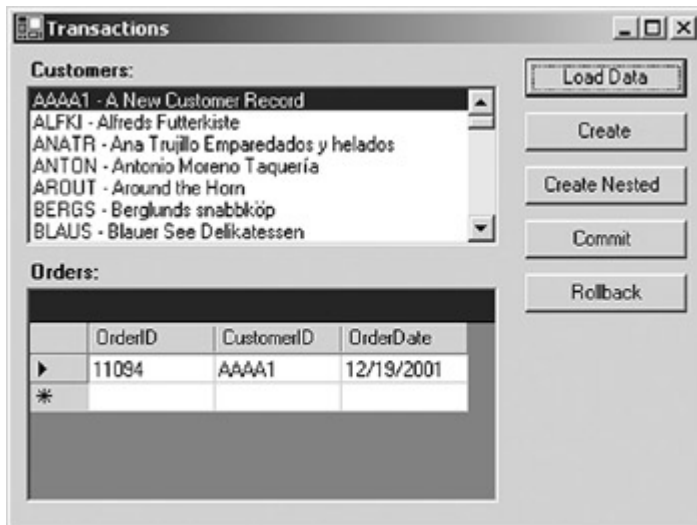 Transactions
Customers:
AAAA1 - A New Customer Record
ALFKI - Alfreds Futterkiste
ANATR - Ana Trujillo Emparedados y helados
ANTON - Antonio Moreno Taquería
AROUT - Around the Horn
BERGS - Berglunds snabbköp
BLAUS - Blauer See Delikatessen
Load Data
Create
Create Nested
Commit
Rollback
Orders:
OrderID CustomerID OrderDate
11094 AAAA1 12/19/2001